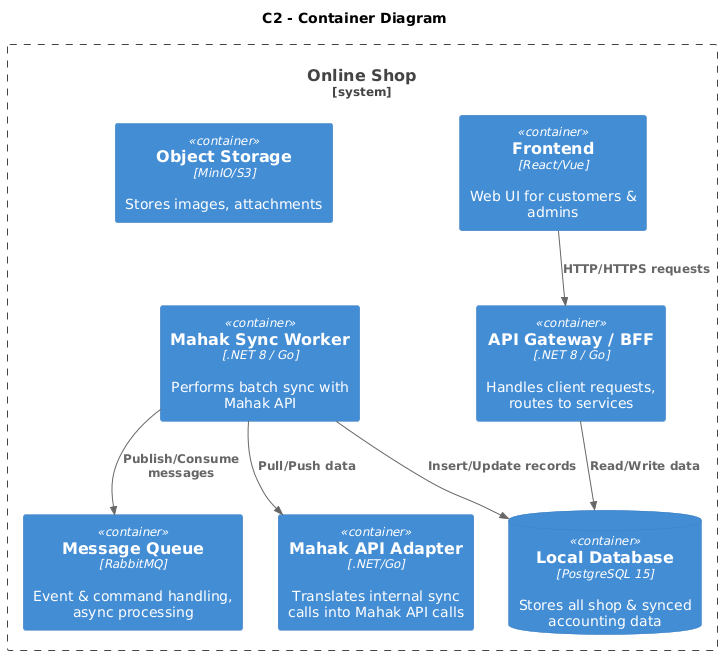 C2 - Container Diagram
Online Shop
[system]
«container»
Object Storage
[MinIO/S3]
Stores images, attachments
«container»
Frontend
[React/Vue]
Web UI for customers &
admins
HTTP/HTTPS requests
«container»
Mahak Sync Worker
[.NET 8 / Go]
Performs batch sync with
Mahak API
«container»
API Gateway / BFF
[.NET 8 / Go]
Handles client requests,
routes to services
Publish/Consume
messages
Pull/Push data
Insert/Update records
Read/Write data
«container»
Message Queue
[RabbitMQ]
Event & command handling,
async processing
«container»
Mahak API Adapter
[.NET/Go]
Translates internal sync
calls into Mahak API calls
«container»
Local Database
[PostgreSQL 15]
Stores all shop & synced
accounting data